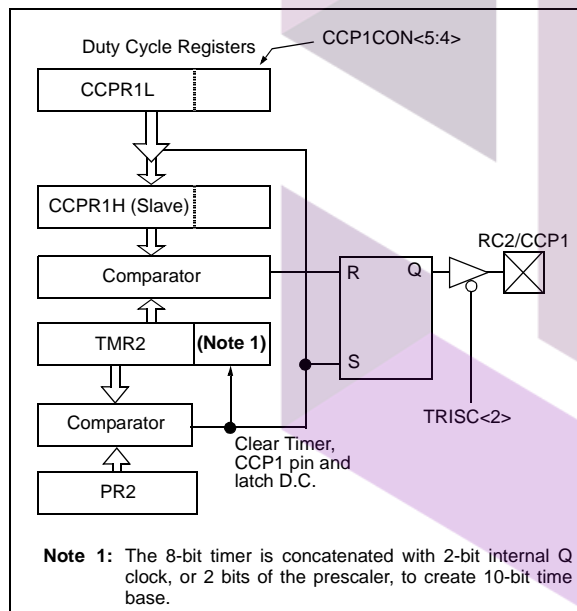 Duty Cycle Registers
CCP1CON<5:4>
CCPR1L
CCPR1H (Slave)
Comparator
TMR2
(Note 1)
Comparator
PR2
R
Q
S
RC2/CCP1
TRISC<2>
Clear Timer,
CCP1 pin and
latch D.C.
Note 1: The 8-bit timer is concatenated with 2-bit internal Q
clock, or 2 bits of the prescaler, to create 10-bit time
base.